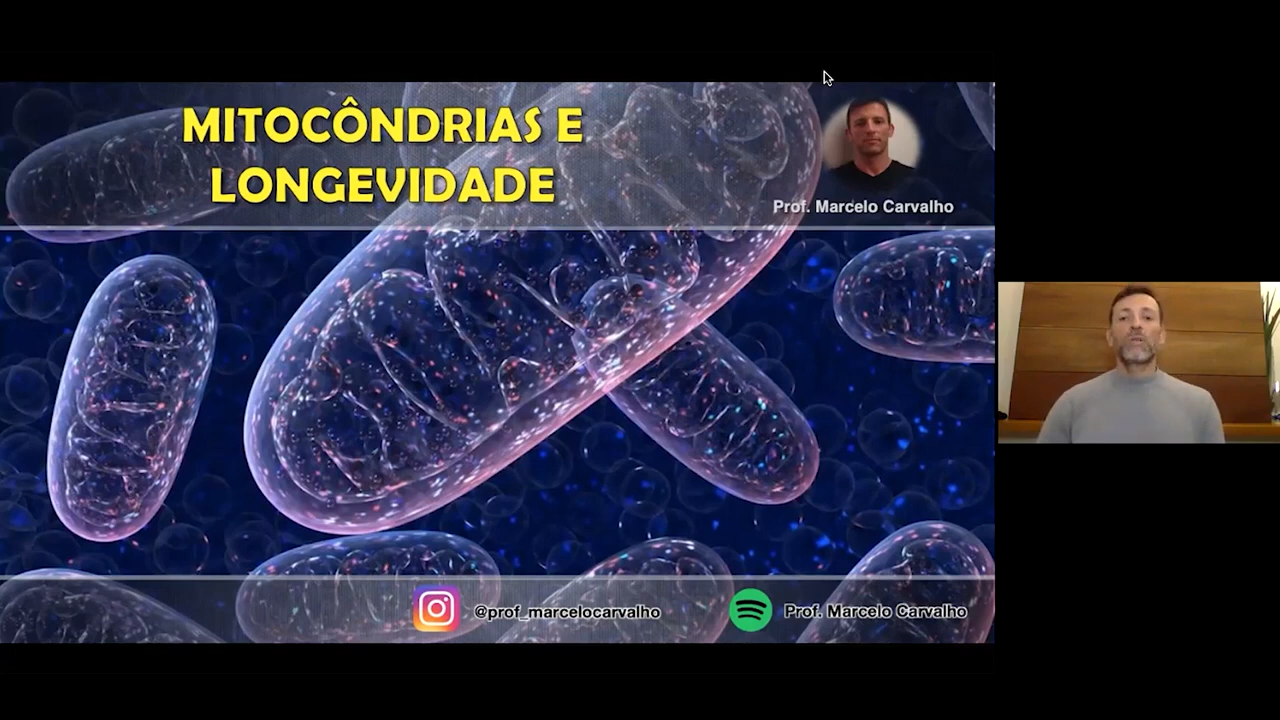 MITOCÔNDRIAS E
LONGEVIDADE
Prof. Marcelo Carvalho
@prof_marcelocarvalho
Prof. Marcelo Carvalho